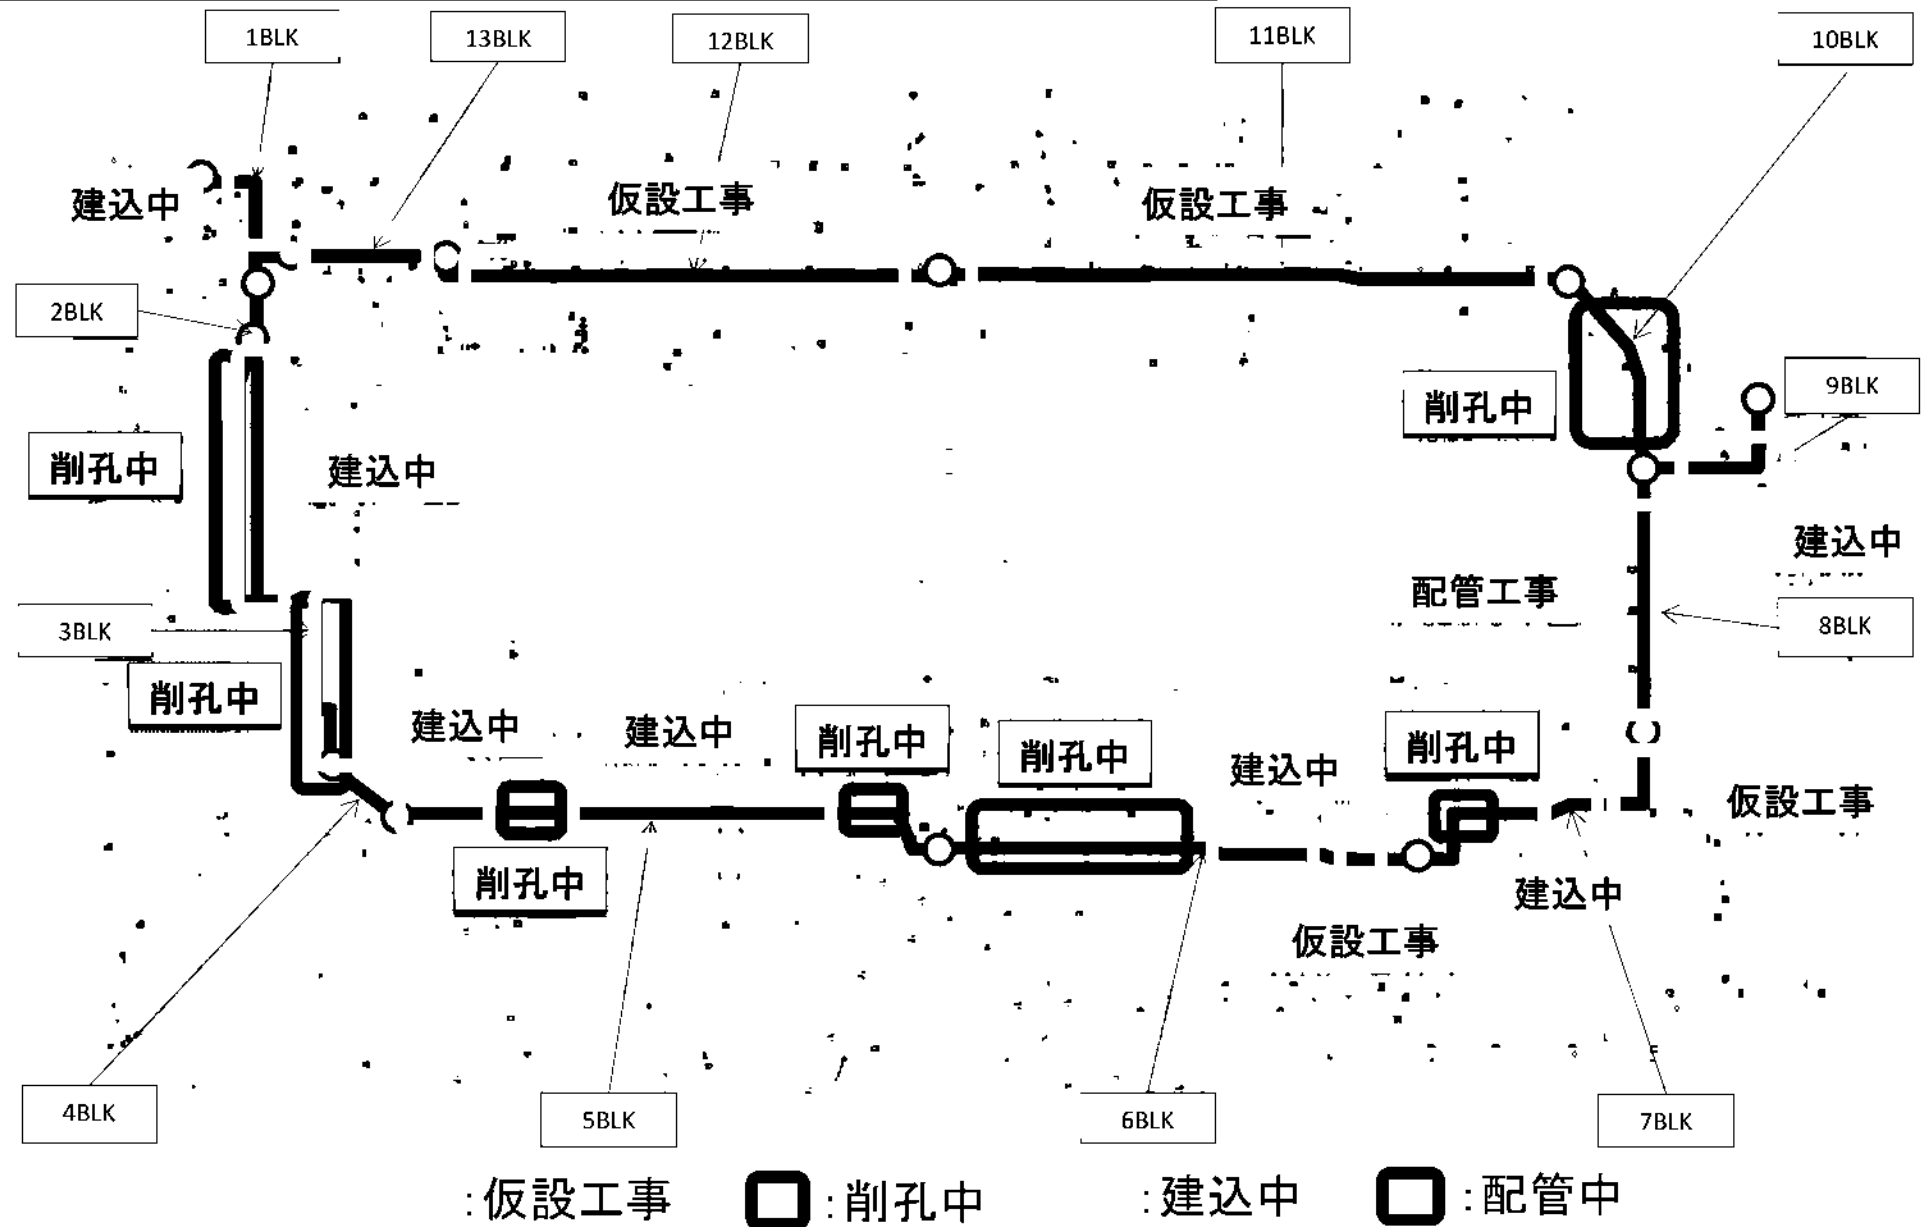 1BLK
13BLK
12BLK
11BLK
10BLK
建込中
仮設工事
仮設工事
2BLK
削孔中
9BLK
削孔中
建込中
建込中
配管工事
3BLK
8BLK
削孔中
建込中
建込中
削孔中
削孔中
建込中
削孔中
仮設工事
削孔中
建込中
仮設工事
4BLK
5BLK
6BLK
7BLK
:仮設工事 :削孔中 :建込中 :配管中